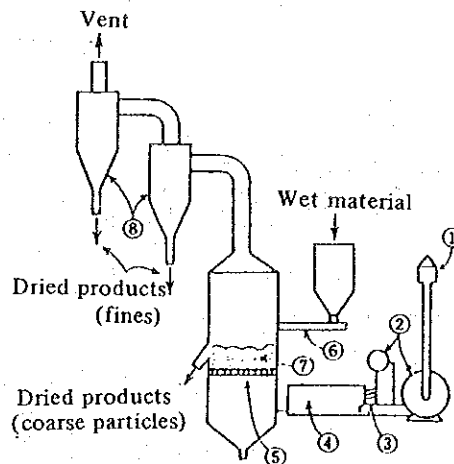 Vent
①
Wet material
②
⑧
Dried products
(fines)
⑥
⑦
Dried products
(coarse particles)
⑤
④
③